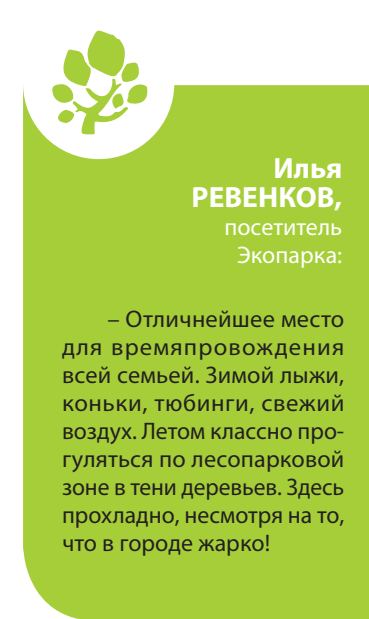 Илья
РЕВЕНКОВ,
посетитель
Экопарка:
– Отличнейшее место
для времяпровождения
всей семьей. Зимой лыжи,
коньки, тюбинги, свежий
воздух. Летом классно про-
гуляться по лесопарковой
зоне в тени деревьев. Здесь
прохладно, несмотря на то,
что в городе жарко!